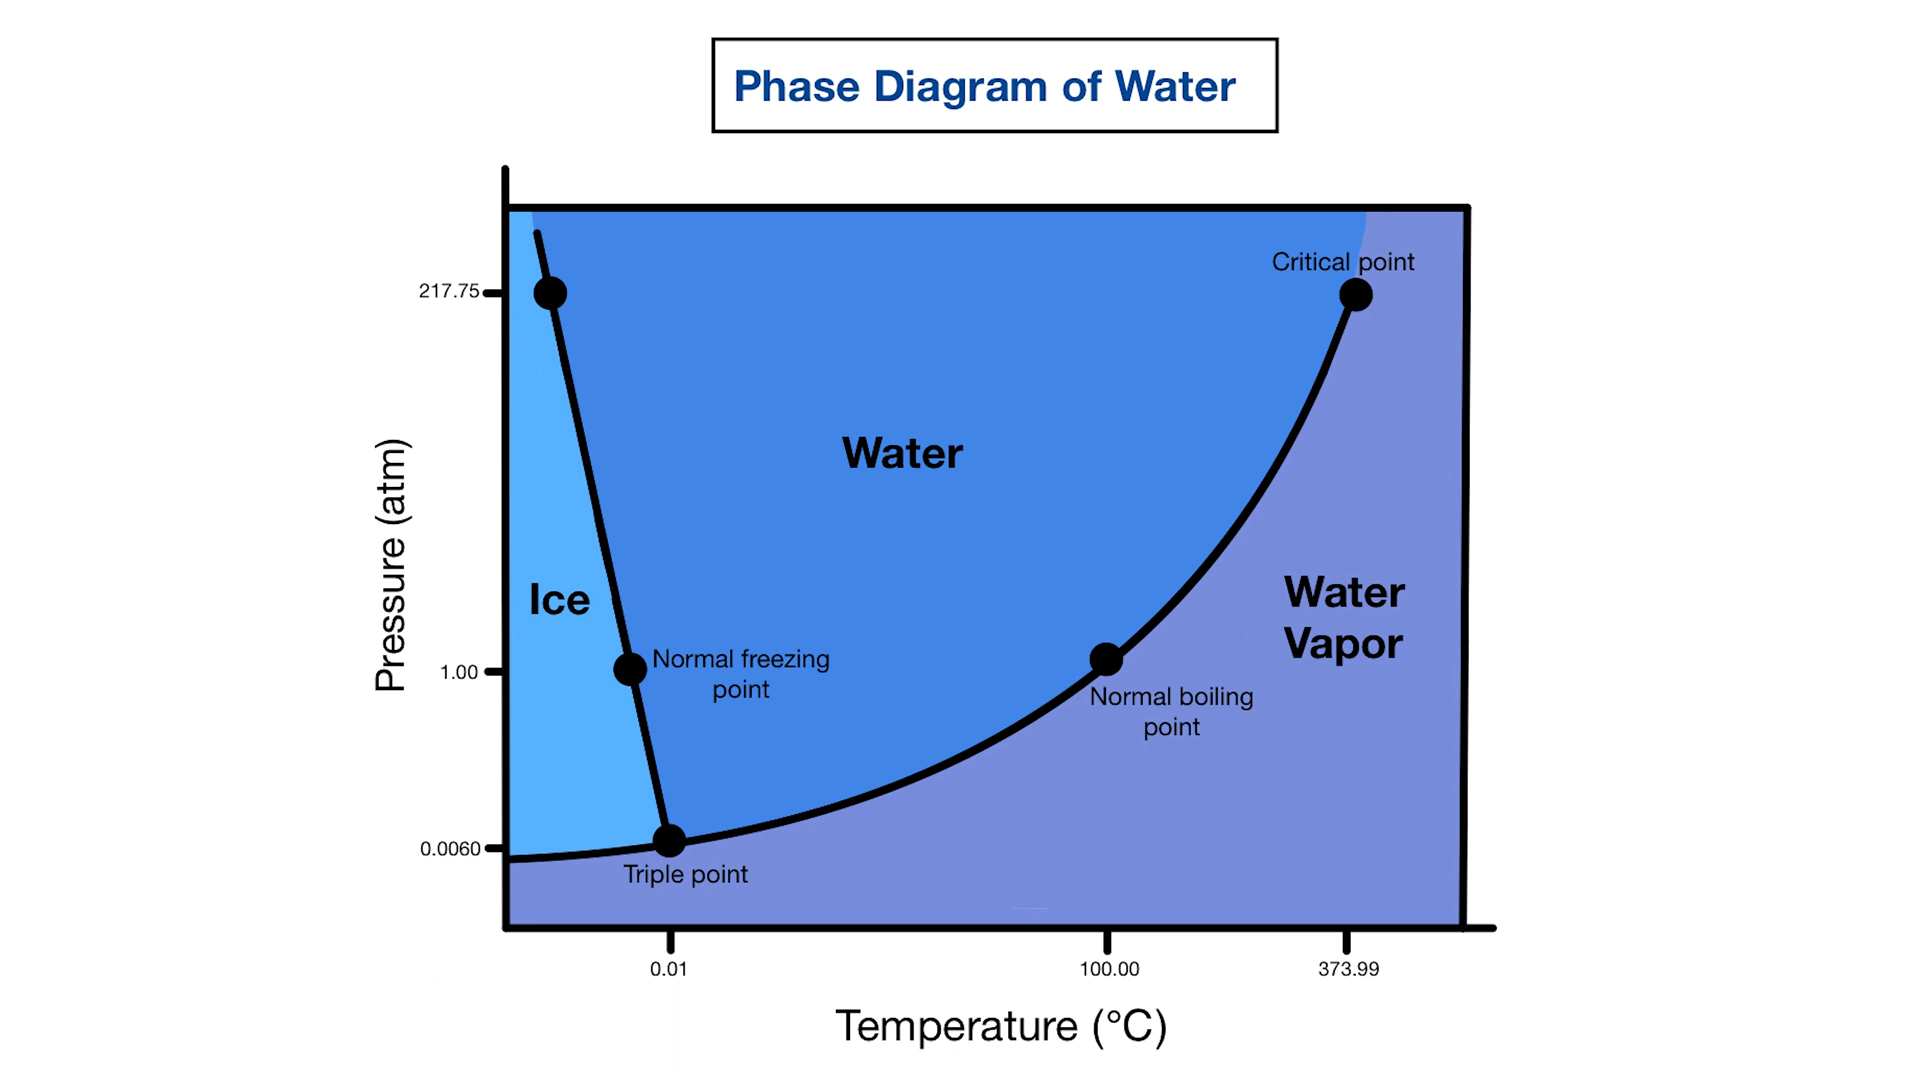 Phase Diagram of Water
Critical point
217.75
Water
Pressure (atm)
Ice
Water
Vapor
Normal freezing
point
1.00
Normal boiling
point
0.0060
Triple point
0.01
100.00
373.99
Temperature (°C)